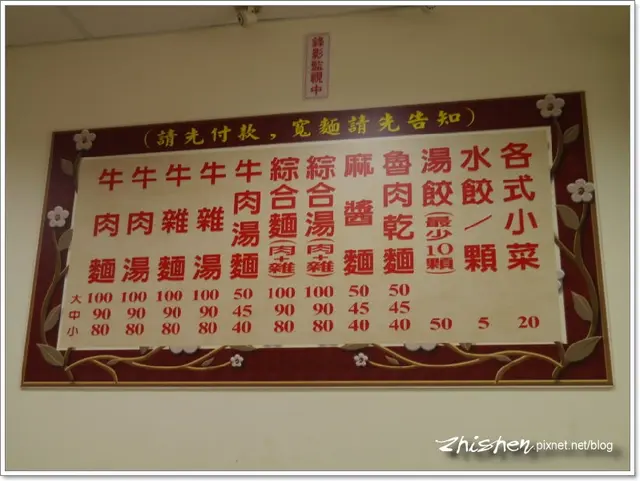 錄影監視中
(請先付款，寬麵請先告知)
牛肉麵
牛肉湯
牛雜麵
牛雜湯
牛肉湯麵
綜合麵(肉+雜)
綜合湯(肉+雜)
麻醬麵
魯肉乾麵
湯餃(最少10顆)
水餃/顆
各式小菜
大 100 100 100 100 50 100 100 50 50
中 90 90 90 90 45 90 90 45 45
小 80 80 80 80 40 80 80 40 40 50 5 20
zhishen.pixnet.net/blog